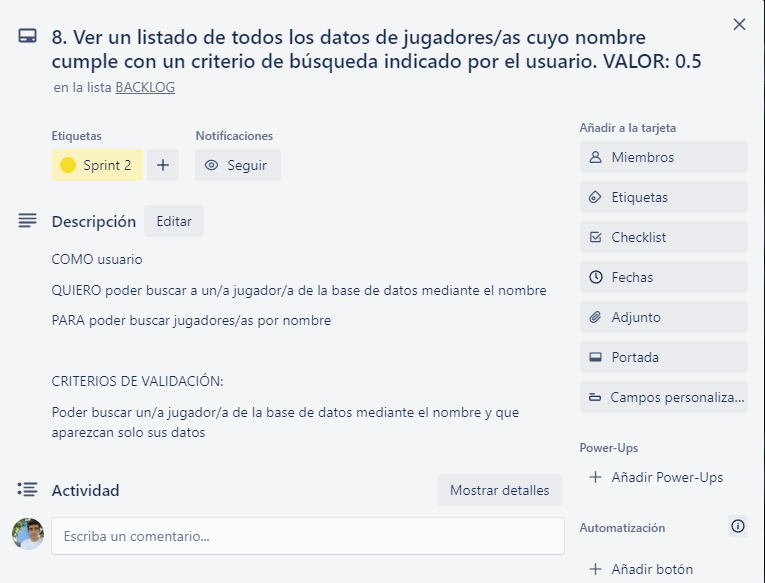 8. Ver un listado de todos los datos de jugadores/as cuyo nombre
cumple con un criterio de búsqueda indicado por el usuario. VALOR: 0.5
en la lista BACKLOG
Etiquetas
Notificaciones
Sprint 2
Seguir
Descripción
Editar
COMO usuario
QUIERO poder buscar a un/a jugador/a de la base de datos mediante el nombre
PARA poder buscar jugadores/as por nombre
CRITERIOS DE VALIDACIÓN:
Poder buscar un/a jugador/a de la base de datos mediante el nombre y que
aparezcan solo sus datos
Actividad
Mostrar detalles
Escriba un comentario...
Añadir a la tarjeta
Miembros
Etiquetas
Checklist
Fechas
Adjunto
Portada
Campos personaliza...
Power-Ups
Añadir Power-Ups
Automatización
Añadir botón